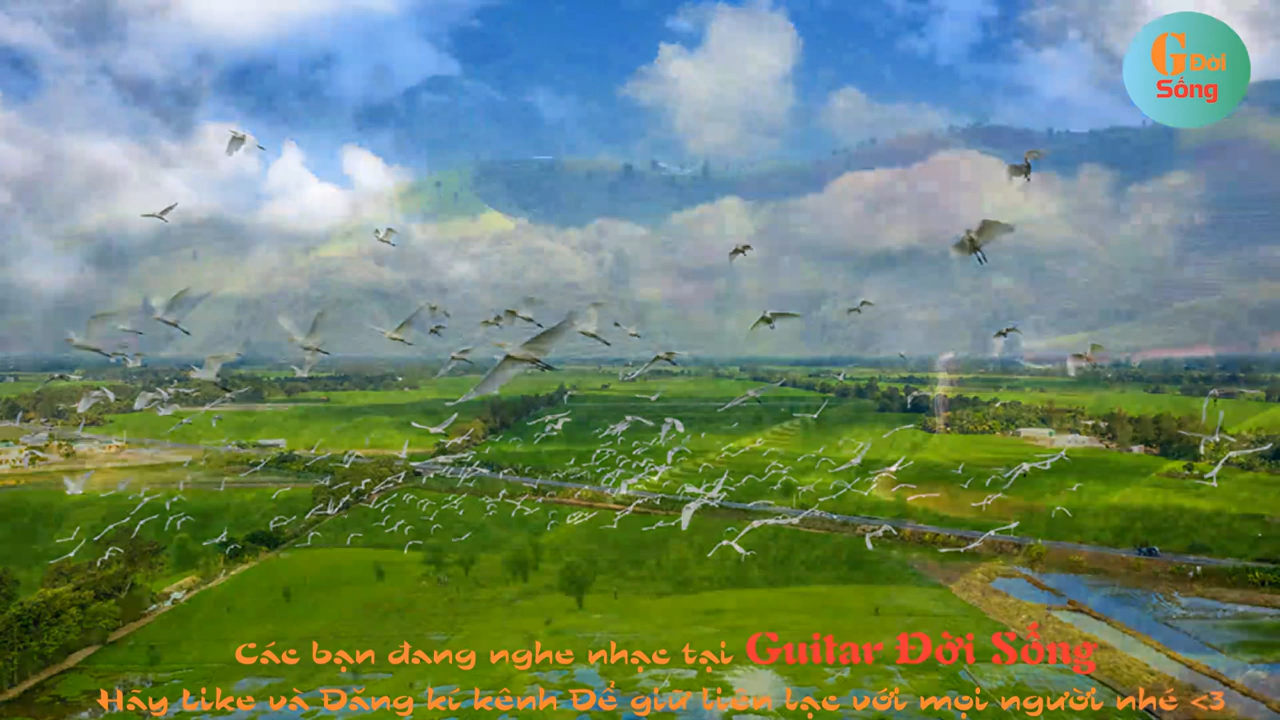 G Đời
Sống
Các bạn đang nghe nhạc tại Guitar Đời Sống
Hãy Like và Đăng kí kênh Để giữ liên lạc với mọi người nhé <3